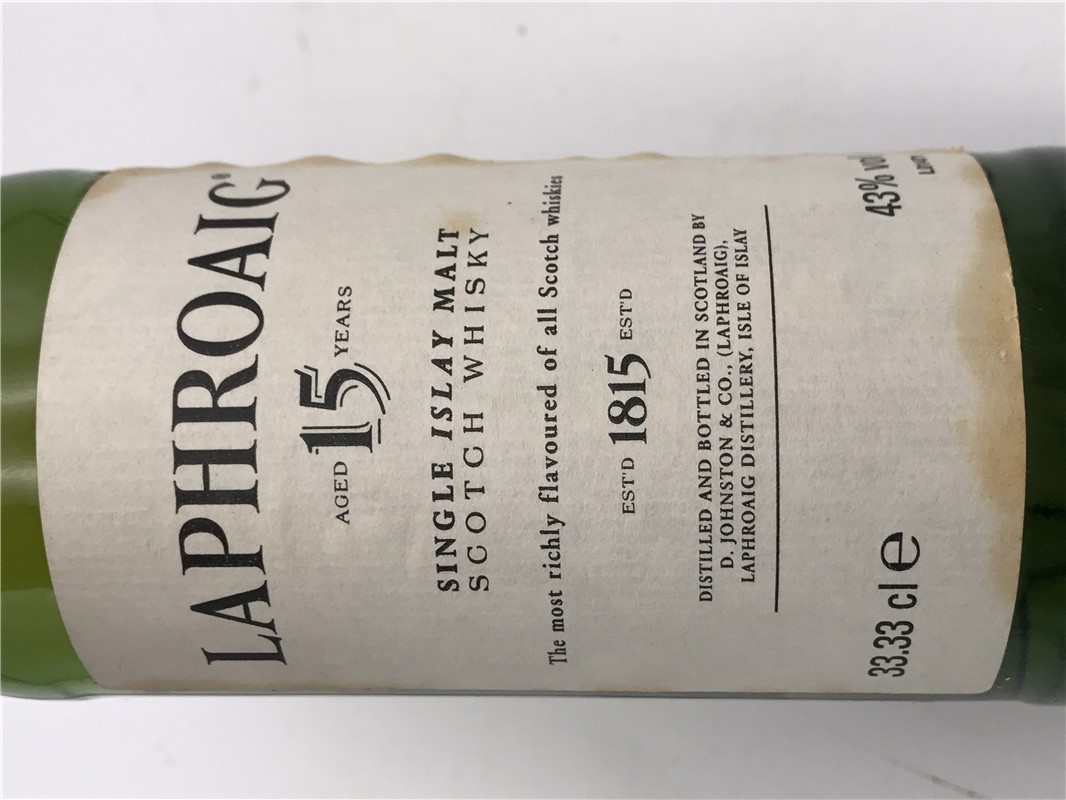 LAPHROAIG®
AGED 15 YEARS
SINGLE ISLAY MALT
SCOTCH WHISKY
The most richly flavoured of all Scotch whiskies
EST'D 1815 EST'D
DISTILLED AND BOTTLED IN SCOTLAND BY
D. JOHNSTON & CO., (LAPHROAIG),
LAPHROAIG DISTILLERY, ISLE OF ISLAY
33.33 cl e 43% vol